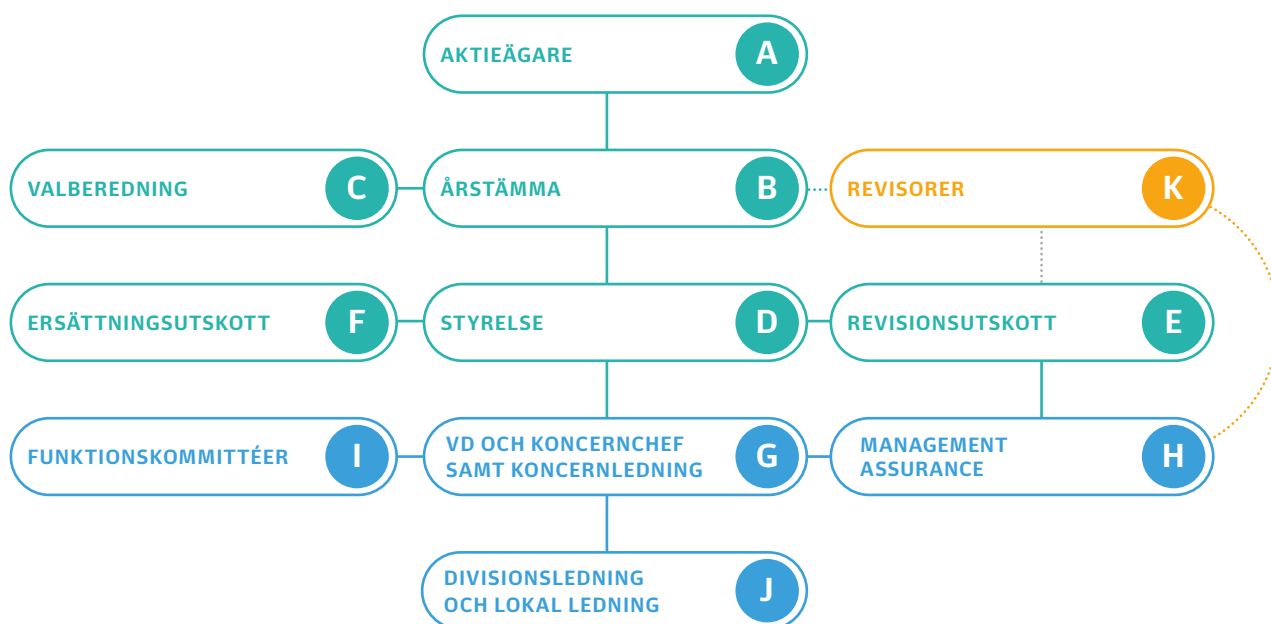 AKTIEÄGARE
A
VALBEREDNING
C
ÅRSTÄMMA
B
REVISORER
K
ERSÄTTNINGSUTSKOTT
F
STYRELSE
D
REVISIONSUTSKOTT
E
FUNKTIONSKOMMITTÉER
I
VD OCH KONCERNCHEF
SAMT KONCERNLEDNING
G
MANAGEMENT
ASSURANCE
H
DIVISIONSLEDNING
OCH LOKAL LEDNING
J